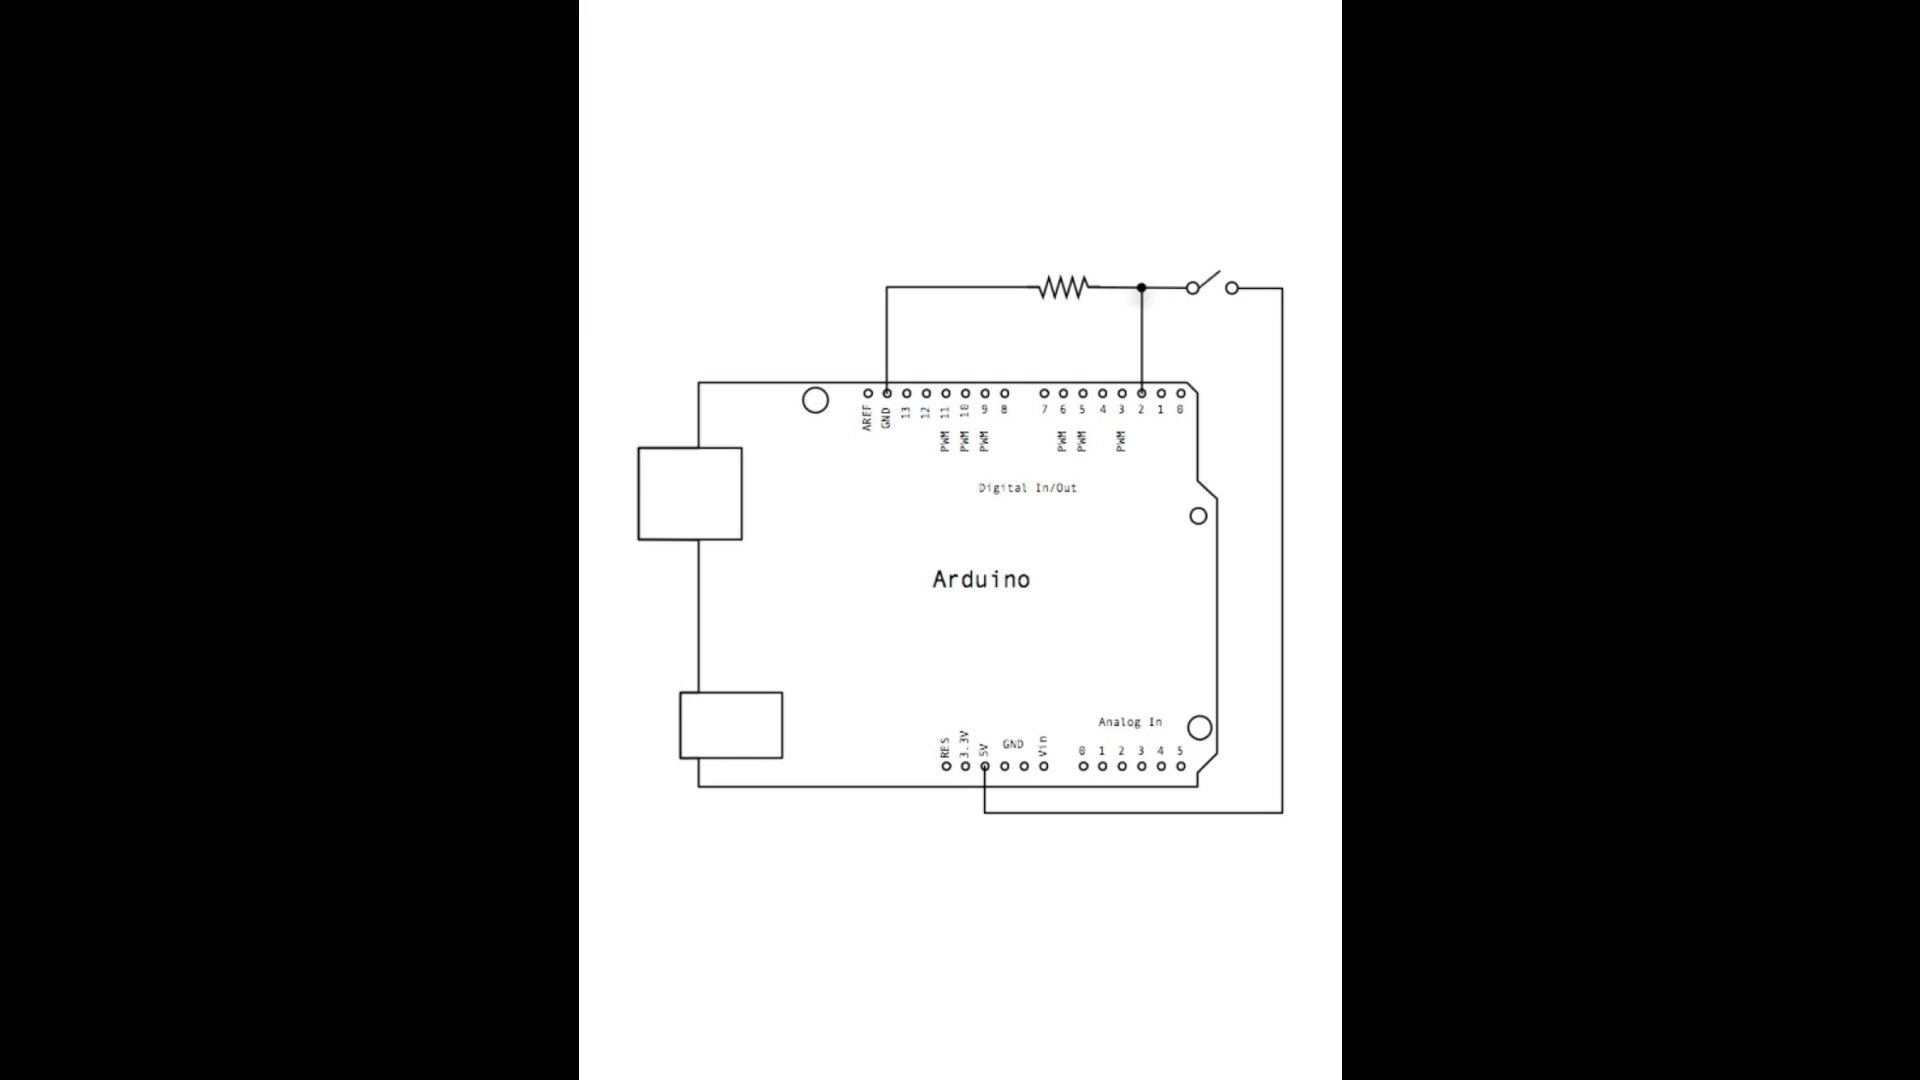 AREF GND 13 12 11 10 9 8 7 6 5 4 3 2 1 0
PWM PWM PWM PWM PWM PWM
Digital In/Out
Arduino
Analog In
RES 3.3V 5V GND Vin 0 1 2 3 4 5